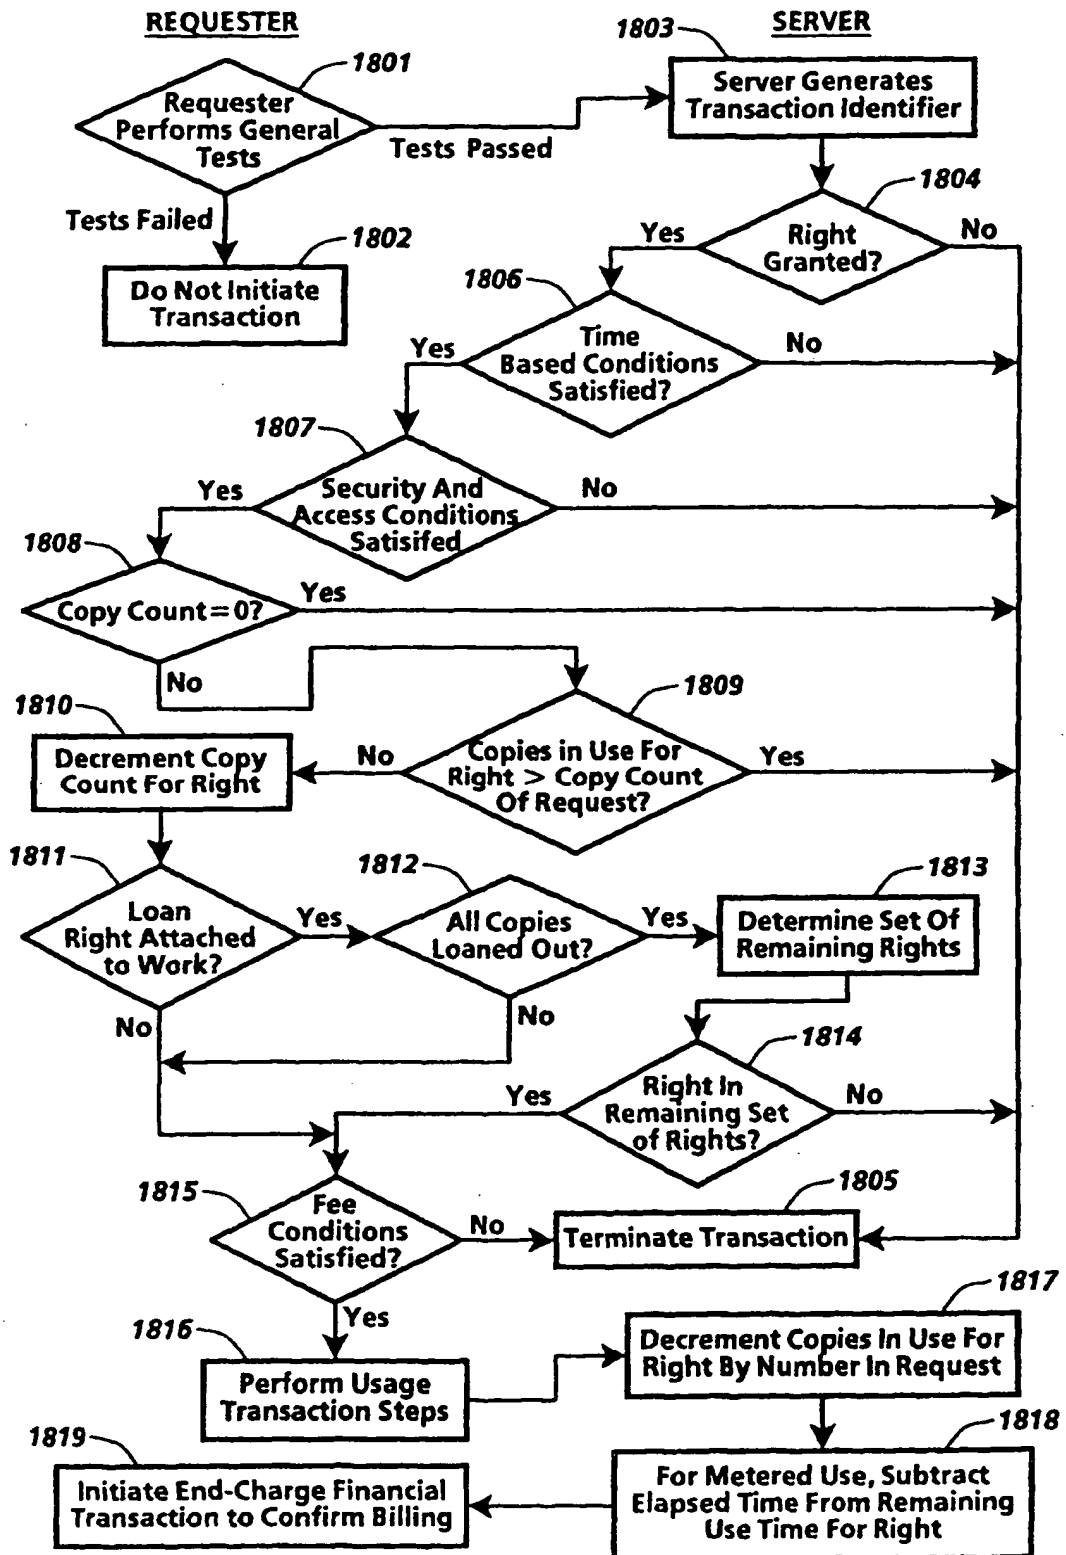 REQUESTER
SERVER
1801
1803
Requester
Performs General
Tests
Server Generates
Transaction Identifier
Tests Passed
Tests Failed
1802
Do Not Initiate
Transaction
1804
Right
Granted?
Yes
No
1806
Time
Based Conditions
Satisfied?
Yes
No
1807
Security And
Access Conditions
Satisifed
Yes
No
1808
Copy Count = 0?
Yes
No
1809
Copies in Use For
Right > Copy Count
Of Request?
No
Yes
1810
Decrement Copy
Count For Right
1811
Loan
Right Attached
to Work?
Yes
No
1812
All Copies
Loaned Out?
Yes
No
1813
Determine Set Of
Remaining Rights
1814
Right In
Remaining Set
of Rights?
Yes
No
1815
Fee
Conditions
Satisfied?
No
Yes
1805
Terminate Transaction
1816
Perform Usage
Transaction Steps
1817
Decrement Copies In Use For
Right By Number In Request
1818
For Metered Use, Subtract
Elapsed Time From Remaining
Use Time For Right
1819
Initiate End-Charge Financial
Transaction to Confirm Billing